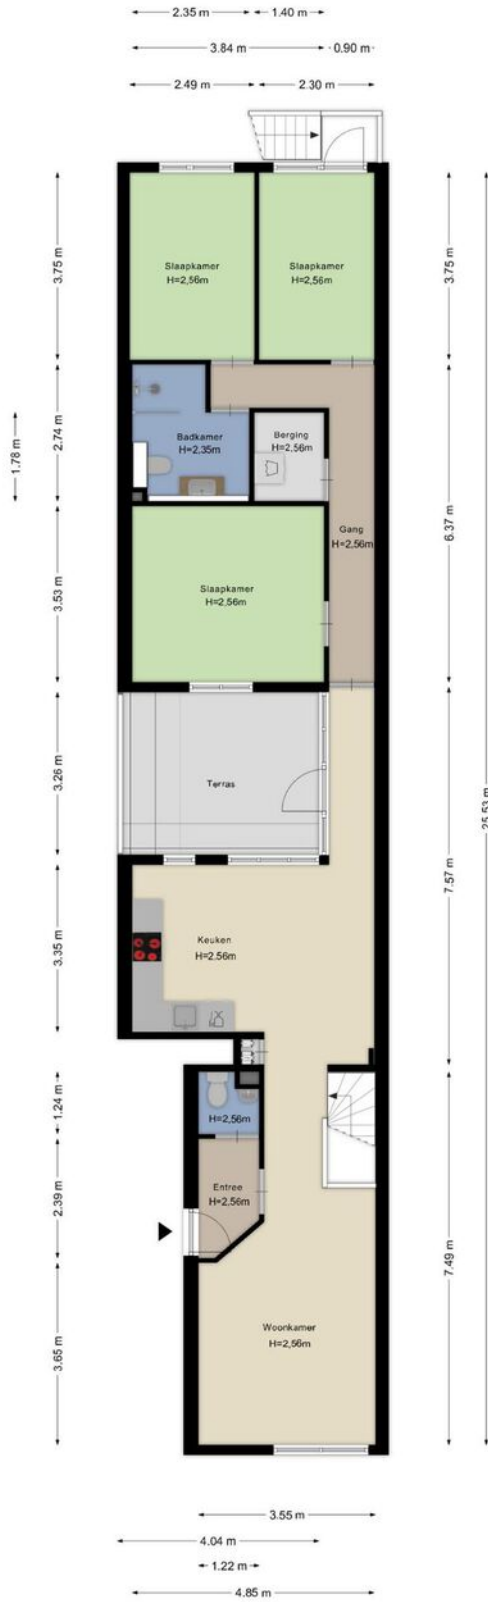 2.35 m 1.40 m
3.84 m 0.90 m
2.49 m 2.30 m
3.75 m
Slaapkamer
H=2,56m
Slaapkamer
H=2,56m
3.75 m
1.78 m
2.74 m
Badkamer
H=2,35m
Berging
H=2,56m
Gang
H=2,56m
6.37 m
3.53 m
Slaapkamer
H=2,56m
3.26 m
Terras
25.53 m
7.57 m
3.35 m
Keuken
H=2.56m
1.24 m
H=2,56m
2.39 m
Entree
H=2,56m
7.49 m
3.65 m
Woonkamer
H=2,56m
3.55 m
4.04 m
1.22 m
4.85 m